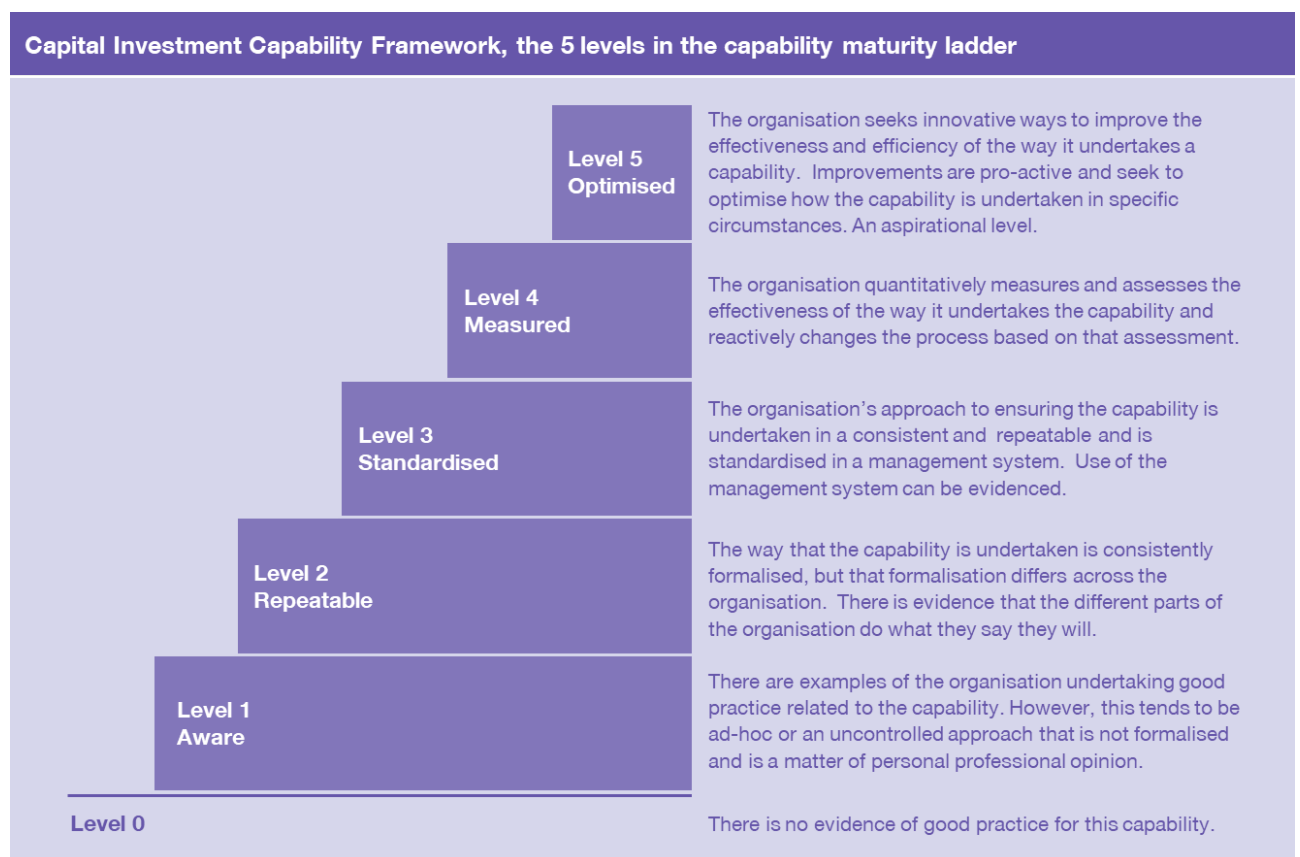 Capital Investment Capability Framework, the 5 levels in the capability maturity ladder
Level 5
Optimised
The organisation seeks innovative ways to improve the
effectiveness and efficiency of the way it undertakes a
capability.  Improvements are pro-active and seek to
optimise how the capability is undertaken in specific
circumstances. An aspirational level.
Level 4
Measured
The organisation quantitatively measures and assesses the
effectiveness of the way it undertakes the capability and
reactively changes the process based on that assessment.
Level 3
Standardised
The organisation’s approach to ensuring the capability is
undertaken in a consistent and  repeatable and is
standardised in a management system.  Use of the
management system can be evidenced.
Level 2
Repeatable
The way that the capability is undertaken is consistently
formalised, but that formalisation differs across the
organisation.  There is evidence that the different parts of
the organisation do what they say they will.
Level 1
Aware
There are examples of the organisation undertaking good
practice related to the capability. However, this tends to be
ad-hoc or an uncontrolled approach that is not formalised
and is a matter of personal professional opinion.
Level 0
There is no evidence of good practice for this capability.